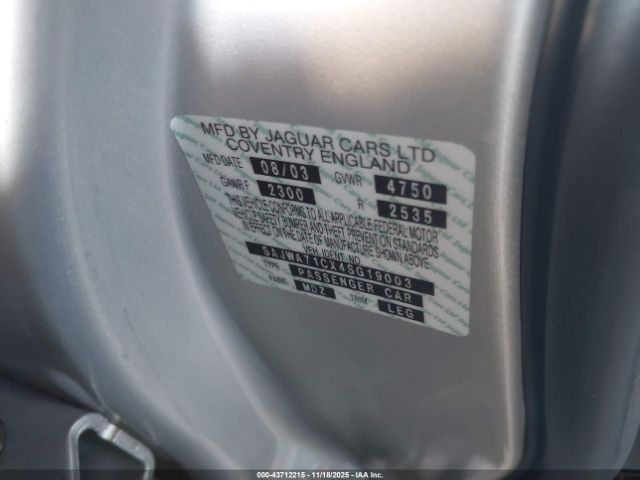 MFD BY JAGUAR CARS LTD
COVENTRY ENGLAND
MFD DATE 08/03 GVWR 4750
GAWR F 2300 R 2535
THIS VEHICLE CONFORMS TO ALL APPLICABLE FEDERAL MOTOR
VEHICLE SAFETY, BUMPER AND THEFT PREVENTION STANDARDS
IN EFFECT ON THE DATE OF MANUFACTURE SHOWN ABOVE
VEH. IDENT NO
SAJWA71CX4SG19003
TYPE PASSENGER CAR
PAINT MDZ TRIM LEG
000-43712215 - 11/18/2025 - IAA Inc.